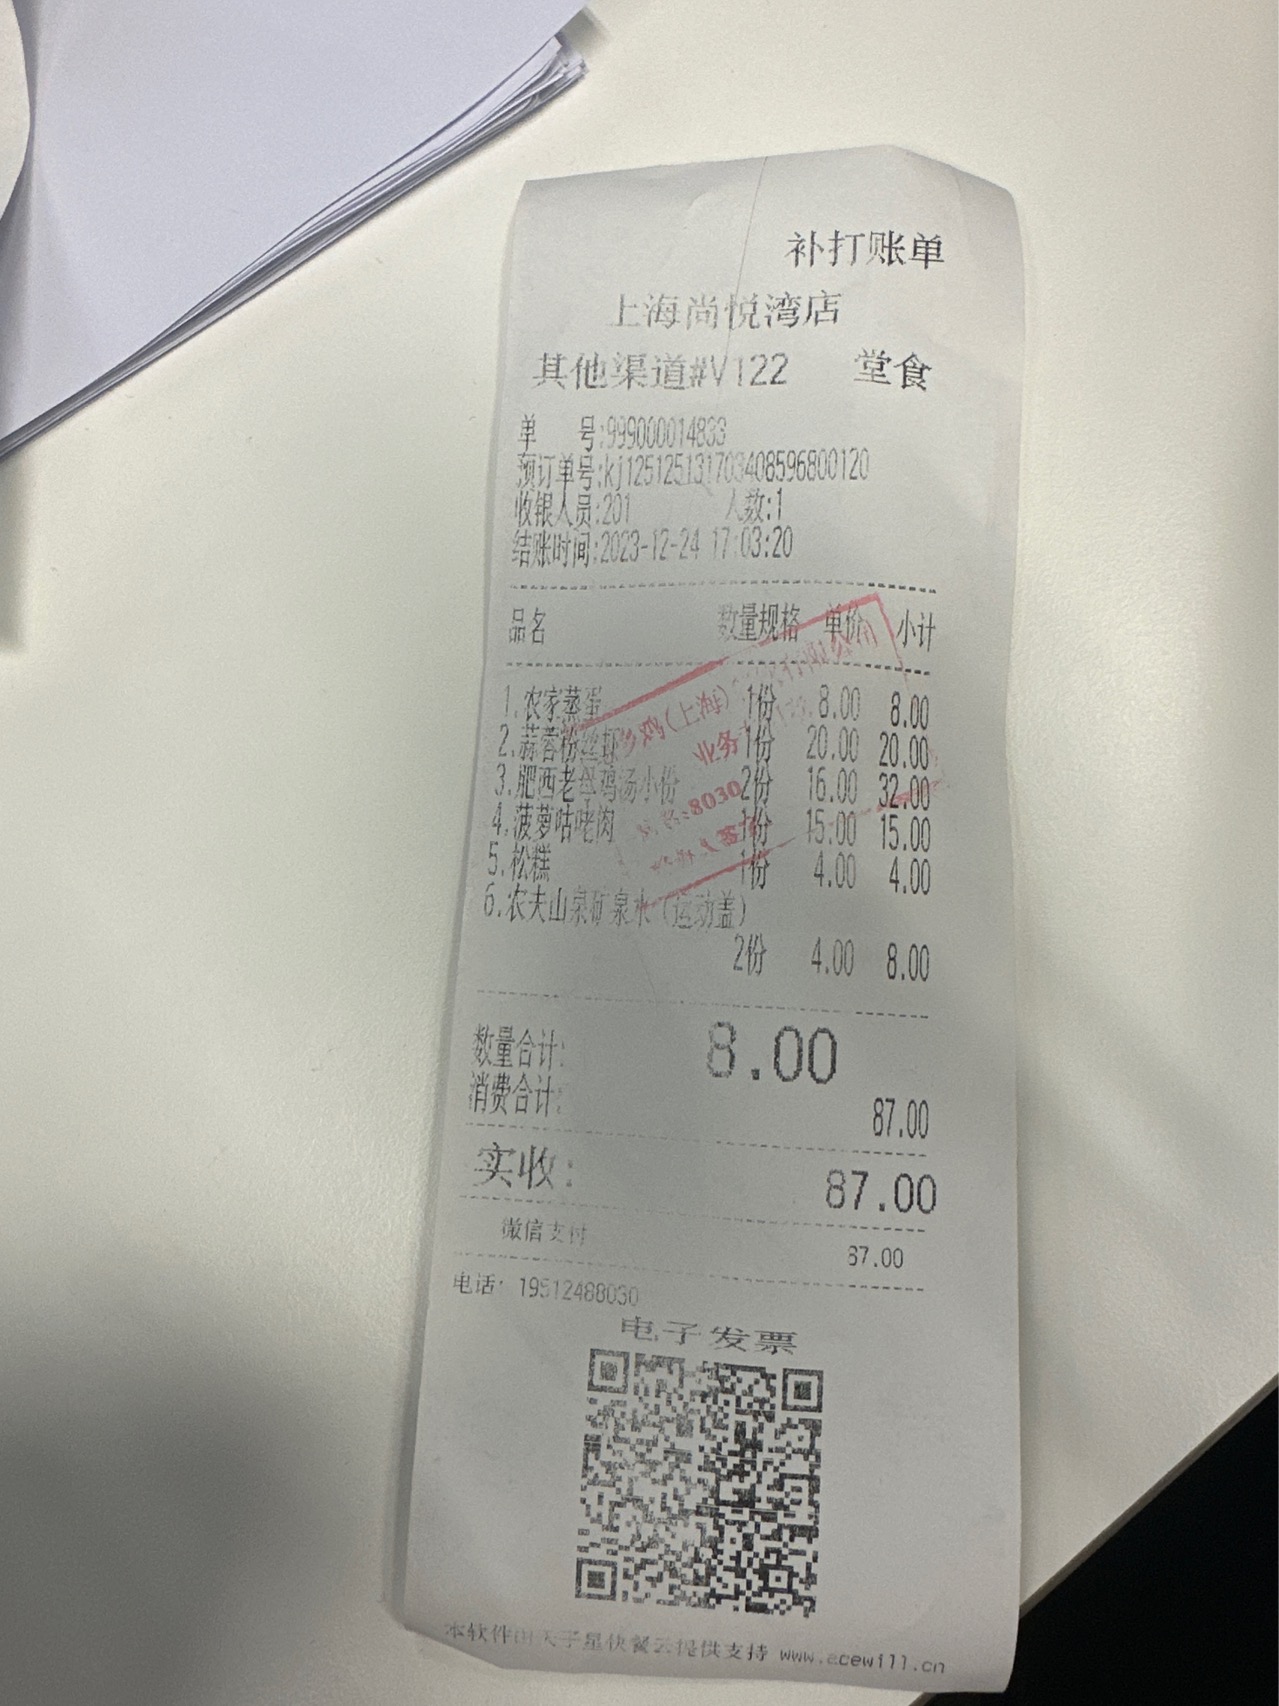 补打账单
上海尚悦湾店
其他渠道#V122 堂食
单 号:999000014833
预订单号:kj125125131703408596800120
收银人员:201 人数:1
结账时间:2023-12-24 17:03:20
品名 数量规格 单价 小计
1.农家蒸蛋 1份 8.00 8.00
2.蒜蓉粉丝虾 1份 20.00 20.00
3.肥西老母鸡汤小份 2份 16.00 32.00
4.菠萝咕咾肉 1份 15.00 15.00
5.松糕 1份 4.00 4.00
6.农夫山泉矿泉水(运动盖)
2份 4.00 8.00
鸡(上海)
业务
8030
数量合计: 8.00
消费合计: 87.00
实收: 87.00
微信支付 87.00
电话: 19512488030
电子发票
本软件由天子星快餐云提供支持 www.acewill.cn